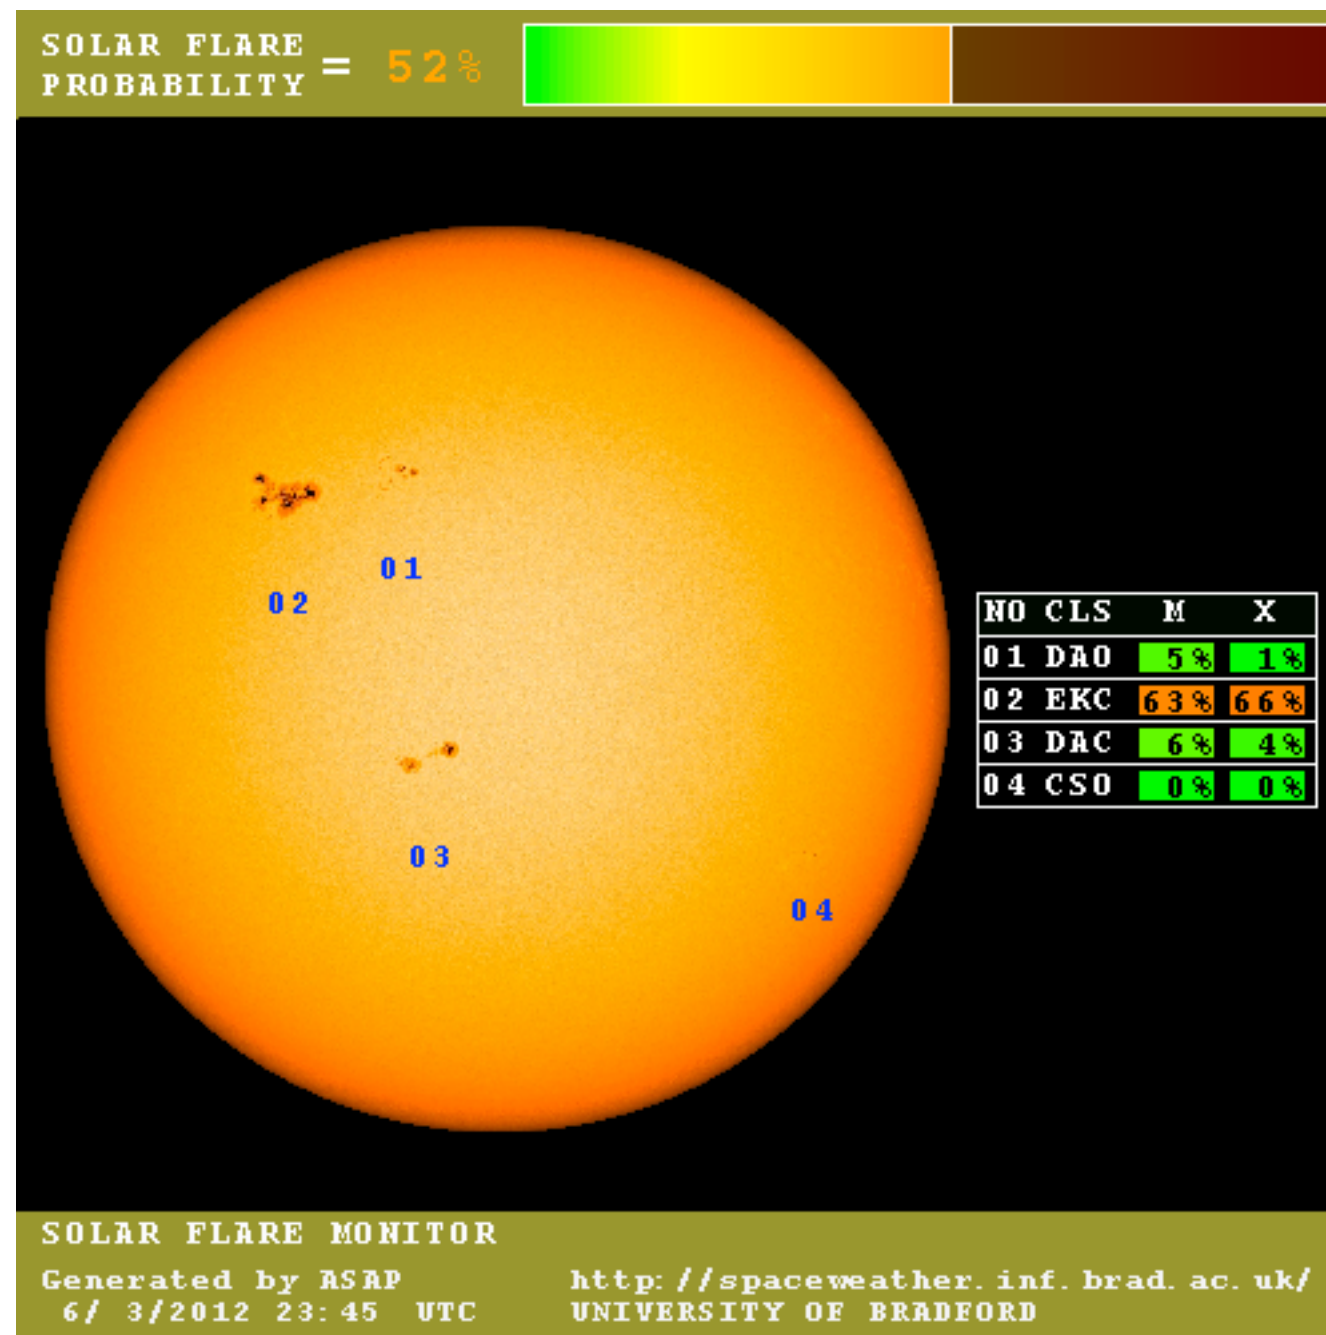 SOLAR FLARE
PROBABILITY = 52%
01
02
03
04
NO CLS M X
01 DAO 5% 1%
02 EKC 63% 66%
03 DAC 6% 4%
04 CSO 0% 0%
SOLAR FLARE MONITOR
Generated by ASAP http://spaceweather.inf.brad.ac.uk/
6/ 3/2012 23:45 UTC UNIVERSITY OF BRADFORD